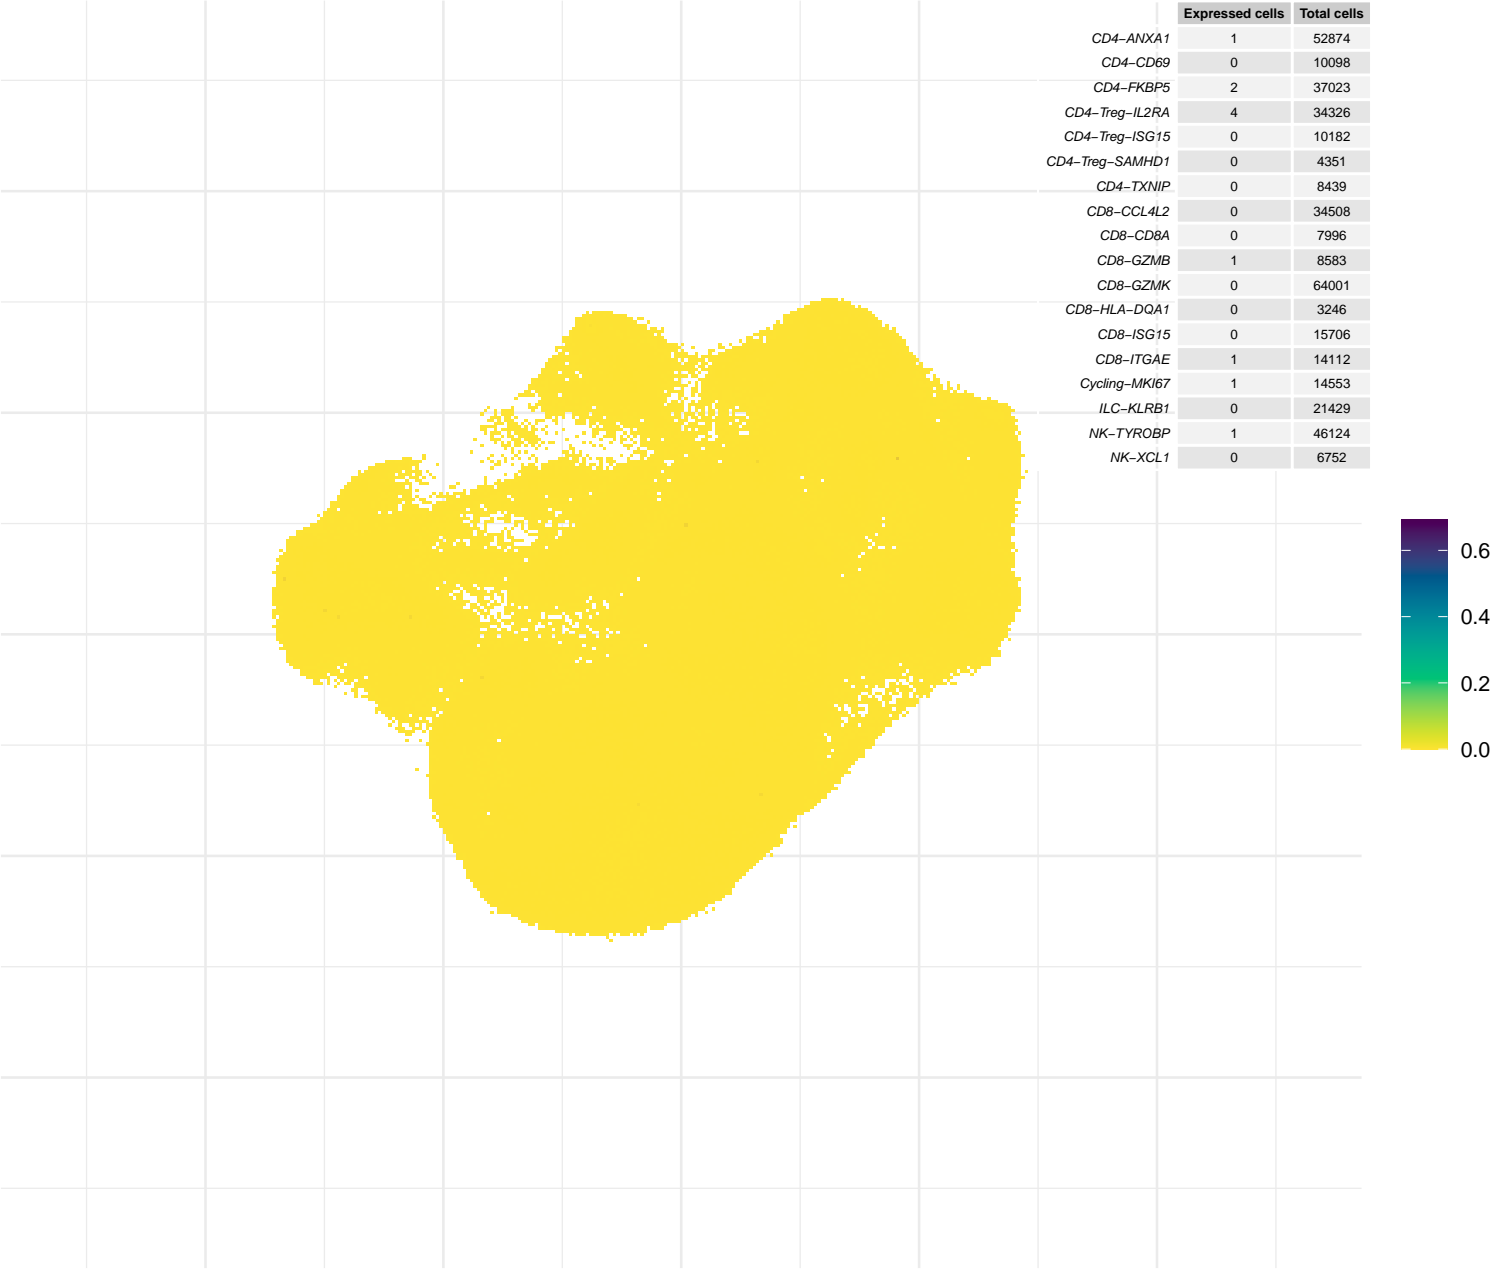 Expressed cells Total cells
CD4−ANXA1 1 52874
CD4−CD69 0 10098
CD4−FKBP5 2 37023
CD4−Treg−IL2RA 4 34326
CD4−Treg−ISG15 0 10182
CD4−Treg−SAMHD1 0 4351
CD4−TXNIP 0 8439
CD8−CCL4L2 0 34508
CD8−CD8A 0 7996
CD8−GZMB 1 8583
CD8−GZMK 0 64001
CD8−HLA−DQA1 0 3246
CD8−ISG15 0 15706
CD8−ITGAE 1 14112
Cycling−MKI67 1 14553
ILC−KLRB1 0 21429
NK−TYROBP 1 46124
NK−XCL1 0 6752
0.6
0.4
0.2
0.0